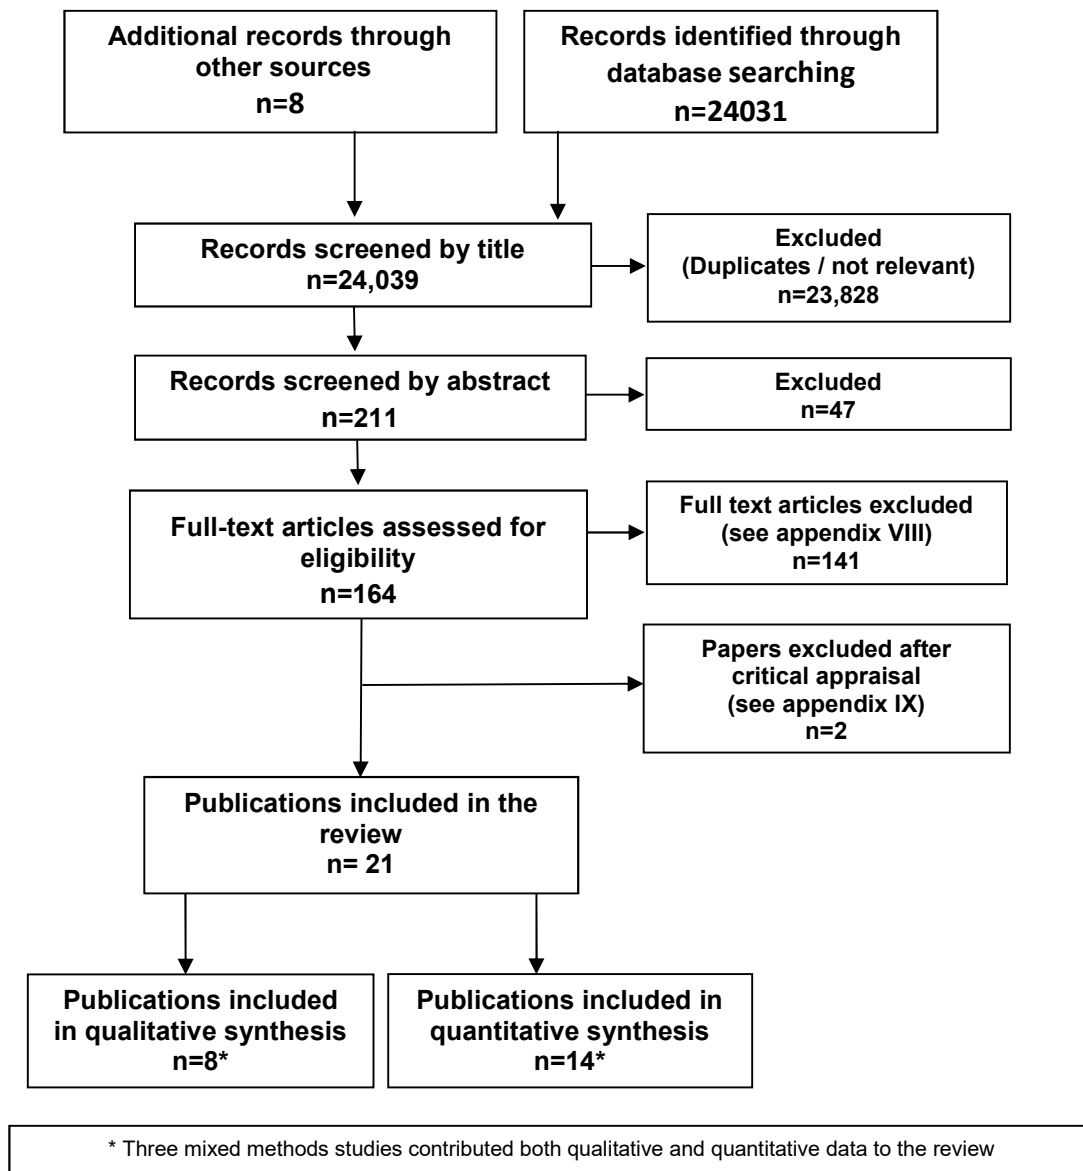 Additional records through
other sources
n=8
Records identified through
database searching
n=24031
Records screened by title
n=24,039
Excluded
(Duplicates / not relevant)
n=23,828
Records screened by abstract
n=211
Excluded
n=47
Full-text articles assessed for
eligibility
n=164
Full text articles excluded
(see appendix VIII)
n=141
Papers excluded after
critical appraisal
(see appendix IX)
n=2
Publications included in the
review
n= 21
Publications included
in qualitative synthesis
n=8*
Publications included in
quantitative synthesis
n=14*
* Three mixed methods studies contributed both qualitative and quantitative data to the review